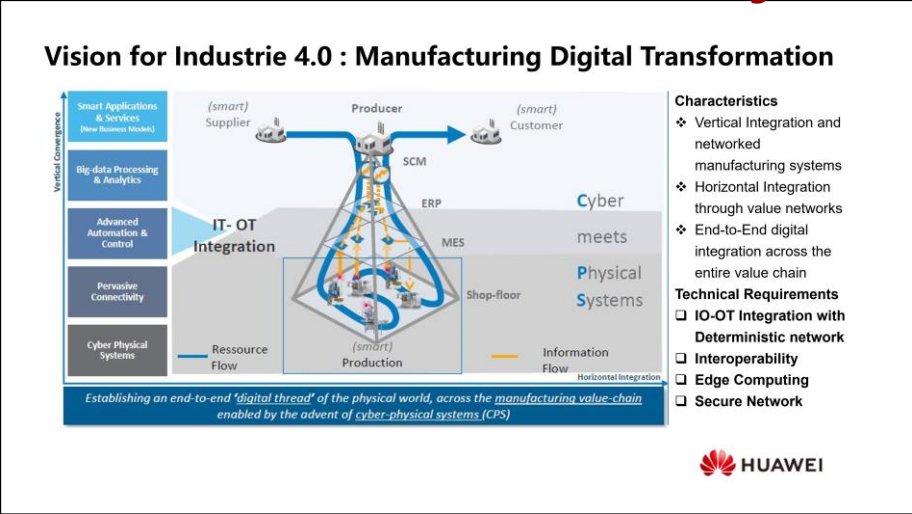 Vision for Industrie 4.0 : Manufacturing Digital Transformation
Vertical Convergence
Smart Applications
& Services
(New Business Models)
Big-data Processing
& Analytics
Advanced
Automation &
Control
Pervasive
Connectivity
Cyber Physical
Systems
IT- OT
Integration
(smart)
Supplier
Producer
(smart)
Customer
SCM
ERP
MES
Shop-floor
Cyber
meets
Physical
Systems
(smart)
Production
Ressource
Flow
Information
Flow
Horizontal Integration
Establishing an end-to-end ‘digital thread’ of the physical world, across the manufacturing value-chain
enabled by the advent of cyber-physical systems (CPS)
Characteristics
❖ Vertical Integration and
networked
manufacturing systems
❖ Horizontal Integration
through value networks
❖ End-to-End digital
integration across the
entire value chain
Technical Requirements
❑ IO-OT Integration with
Deterministic network
❑ Interoperability
❑ Edge Computing
❑ Secure Network
HUAWEI